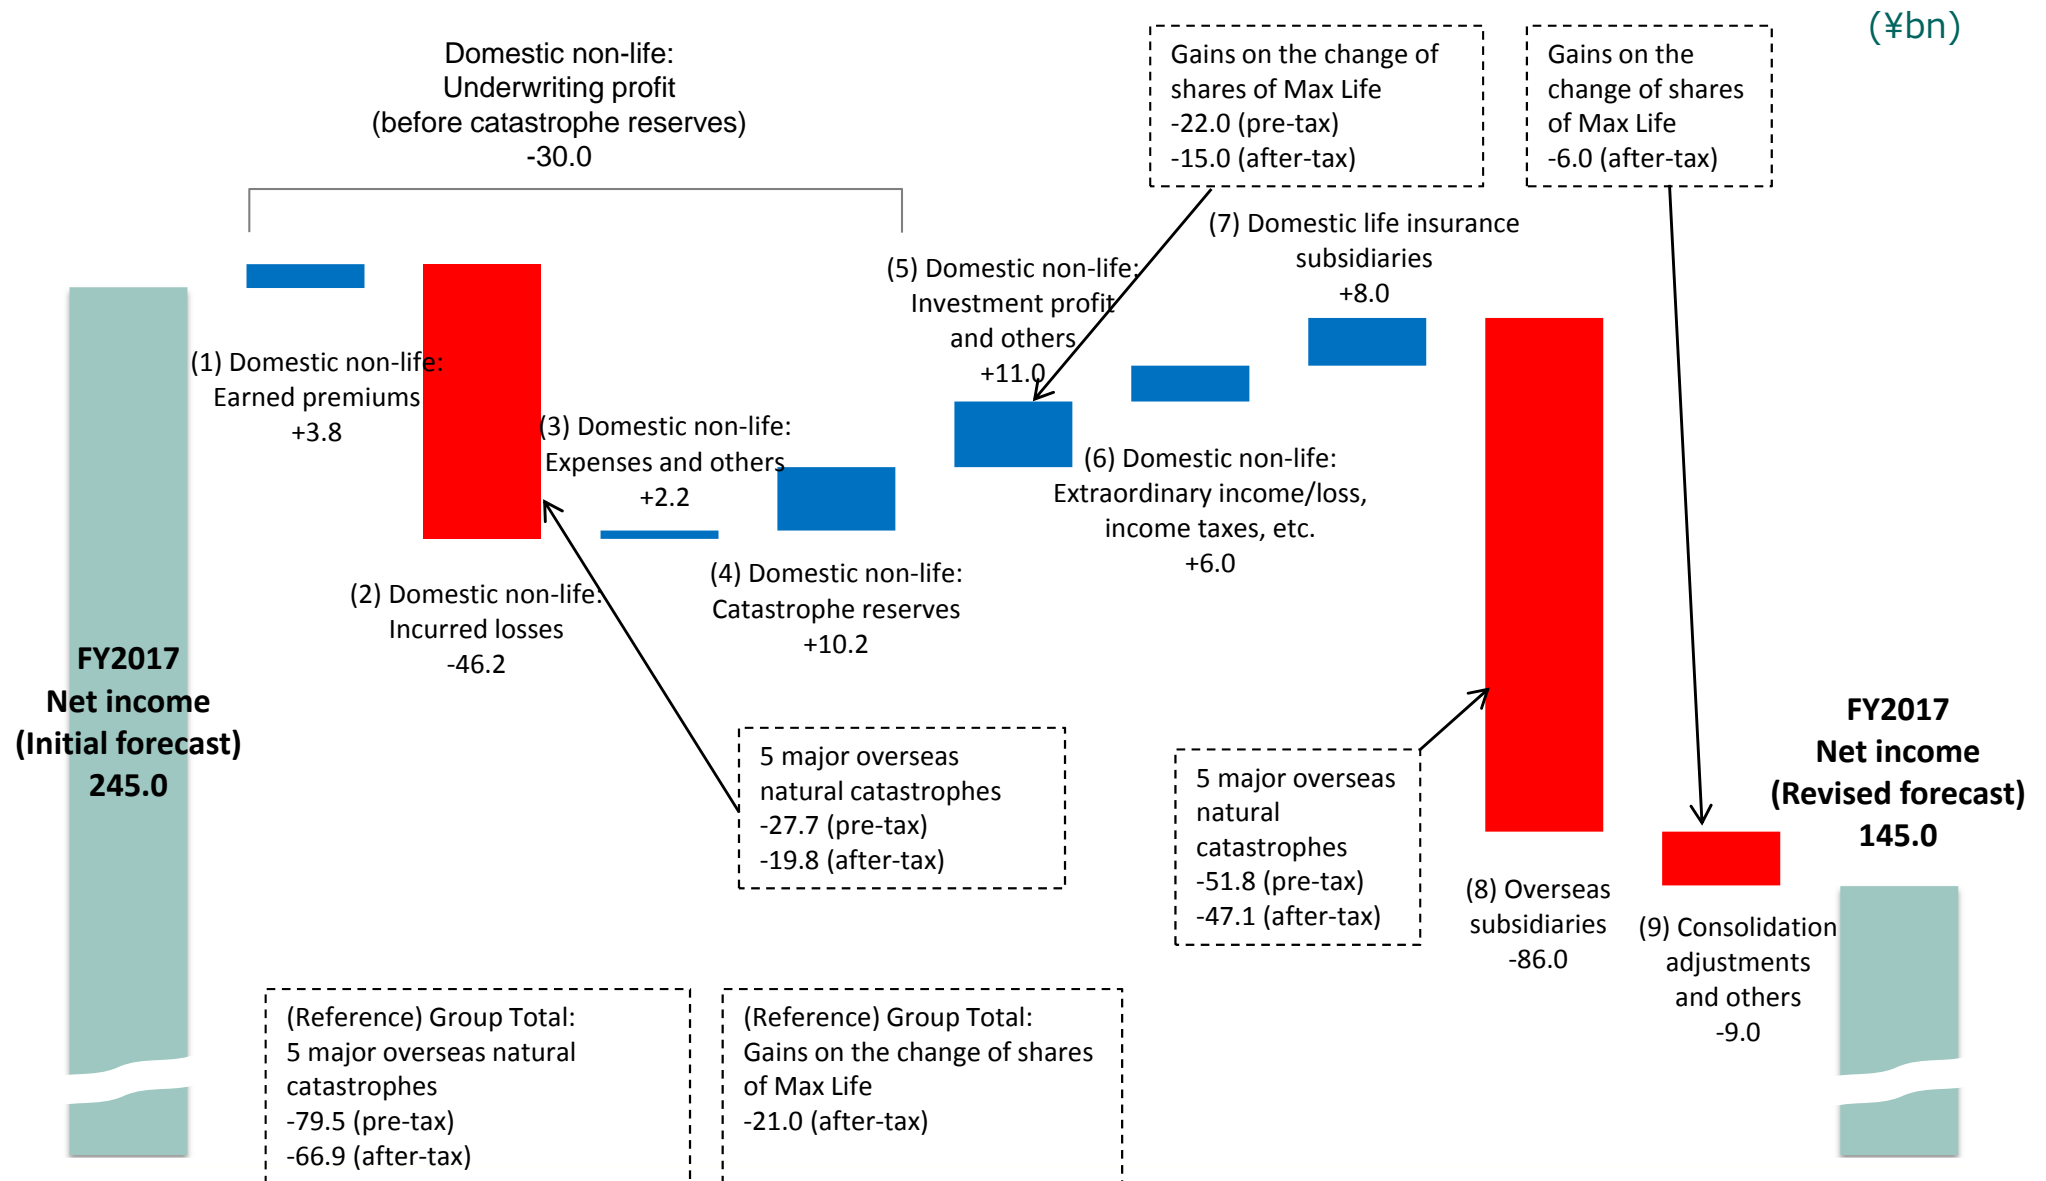 (¥bn)
Domestic non-life:
Underwriting profit
(before catastrophe reserves)
-30.0
Gains on the change of
shares of Max Life
-22.0 (pre-tax)
-15.0 (after-tax)
Gains on the
change of shares
of Max Life
-6.0 (after-tax)
(1) Domestic non-life:
Earned premiums
+3.8
(2) Domestic non-life:
Incurred losses
-46.2
(3) Domestic non-life:
Expenses and others
+2.2
(4) Domestic non-life:
Catastrophe reserves
+10.2
(5) Domestic non-life:
Investment profit
and others
+11.0
(6) Domestic non-life:
Extraordinary income/loss,
income taxes, etc.
+6.0
(7) Domestic life insurance
subsidiaries
+8.0
FY2017
Net income
(Initial forecast)
245.0
5 major overseas
natural catastrophes
-27.7 (pre-tax)
-19.8 (after-tax)
5 major overseas
natural
catastrophes
-51.8 (pre-tax)
-47.1 (after-tax)
(8) Overseas
subsidiaries
-86.0
(9) Consolidation
adjustments
and others
-9.0
FY2017
Net income
(Revised forecast)
145.0
(Reference) Group Total:
5 major overseas natural
catastrophes
-79.5 (pre-tax)
-66.9 (after-tax)
(Reference) Group Total:
Gains on the change of shares
of Max Life
-21.0 (after-tax)